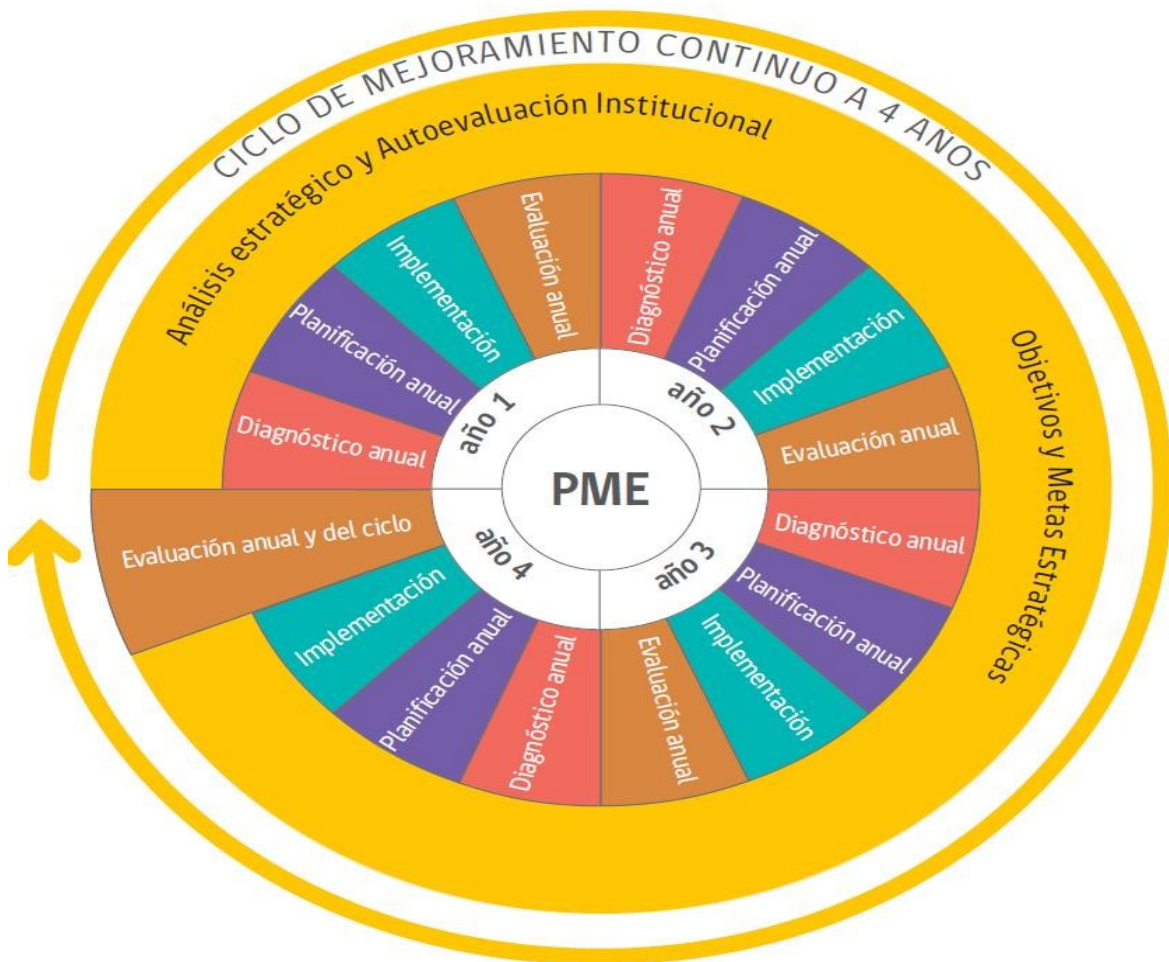 CICLO DE MEJORAMIENTO CONTINUO A 4 AÑOS
Análisis estratégico y Autoevaluación Institucional
Objetivos y Metas Estratégicas
PME
año 1
Diagnóstico anual
Planificación anual
Implementación
Evaluación anual
año 2
Diagnóstico anual
Planificación anual
Implementación
Evaluación anual
año 3
Diagnóstico anual
Planificación anual
Implementación
Evaluación anual
año 4
Diagnóstico anual
Planificación anual
Implementación
Evaluación anual y del ciclo